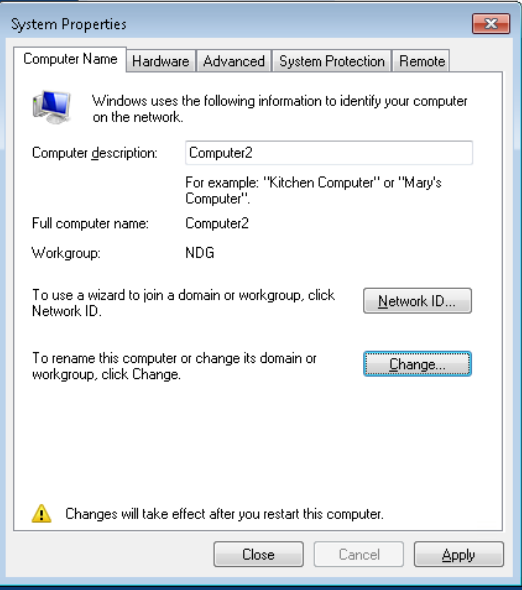 System Properties
Computer Name Hardware Advanced System Protection Remote
Windows uses the following information to identify your computer
on the network.
Computer description: Computer2
For example: "Kitchen Computer" or "Mary's
Computer".
Full computer name: Computer2
Workgroup: NDG
To use a wizard to join a domain or workgroup, click
Network ID.
Network ID...
To rename this computer or change its domain or
workgroup, click Change.
Change...
Changes will take effect after you restart this computer.
Close Cancel Apply